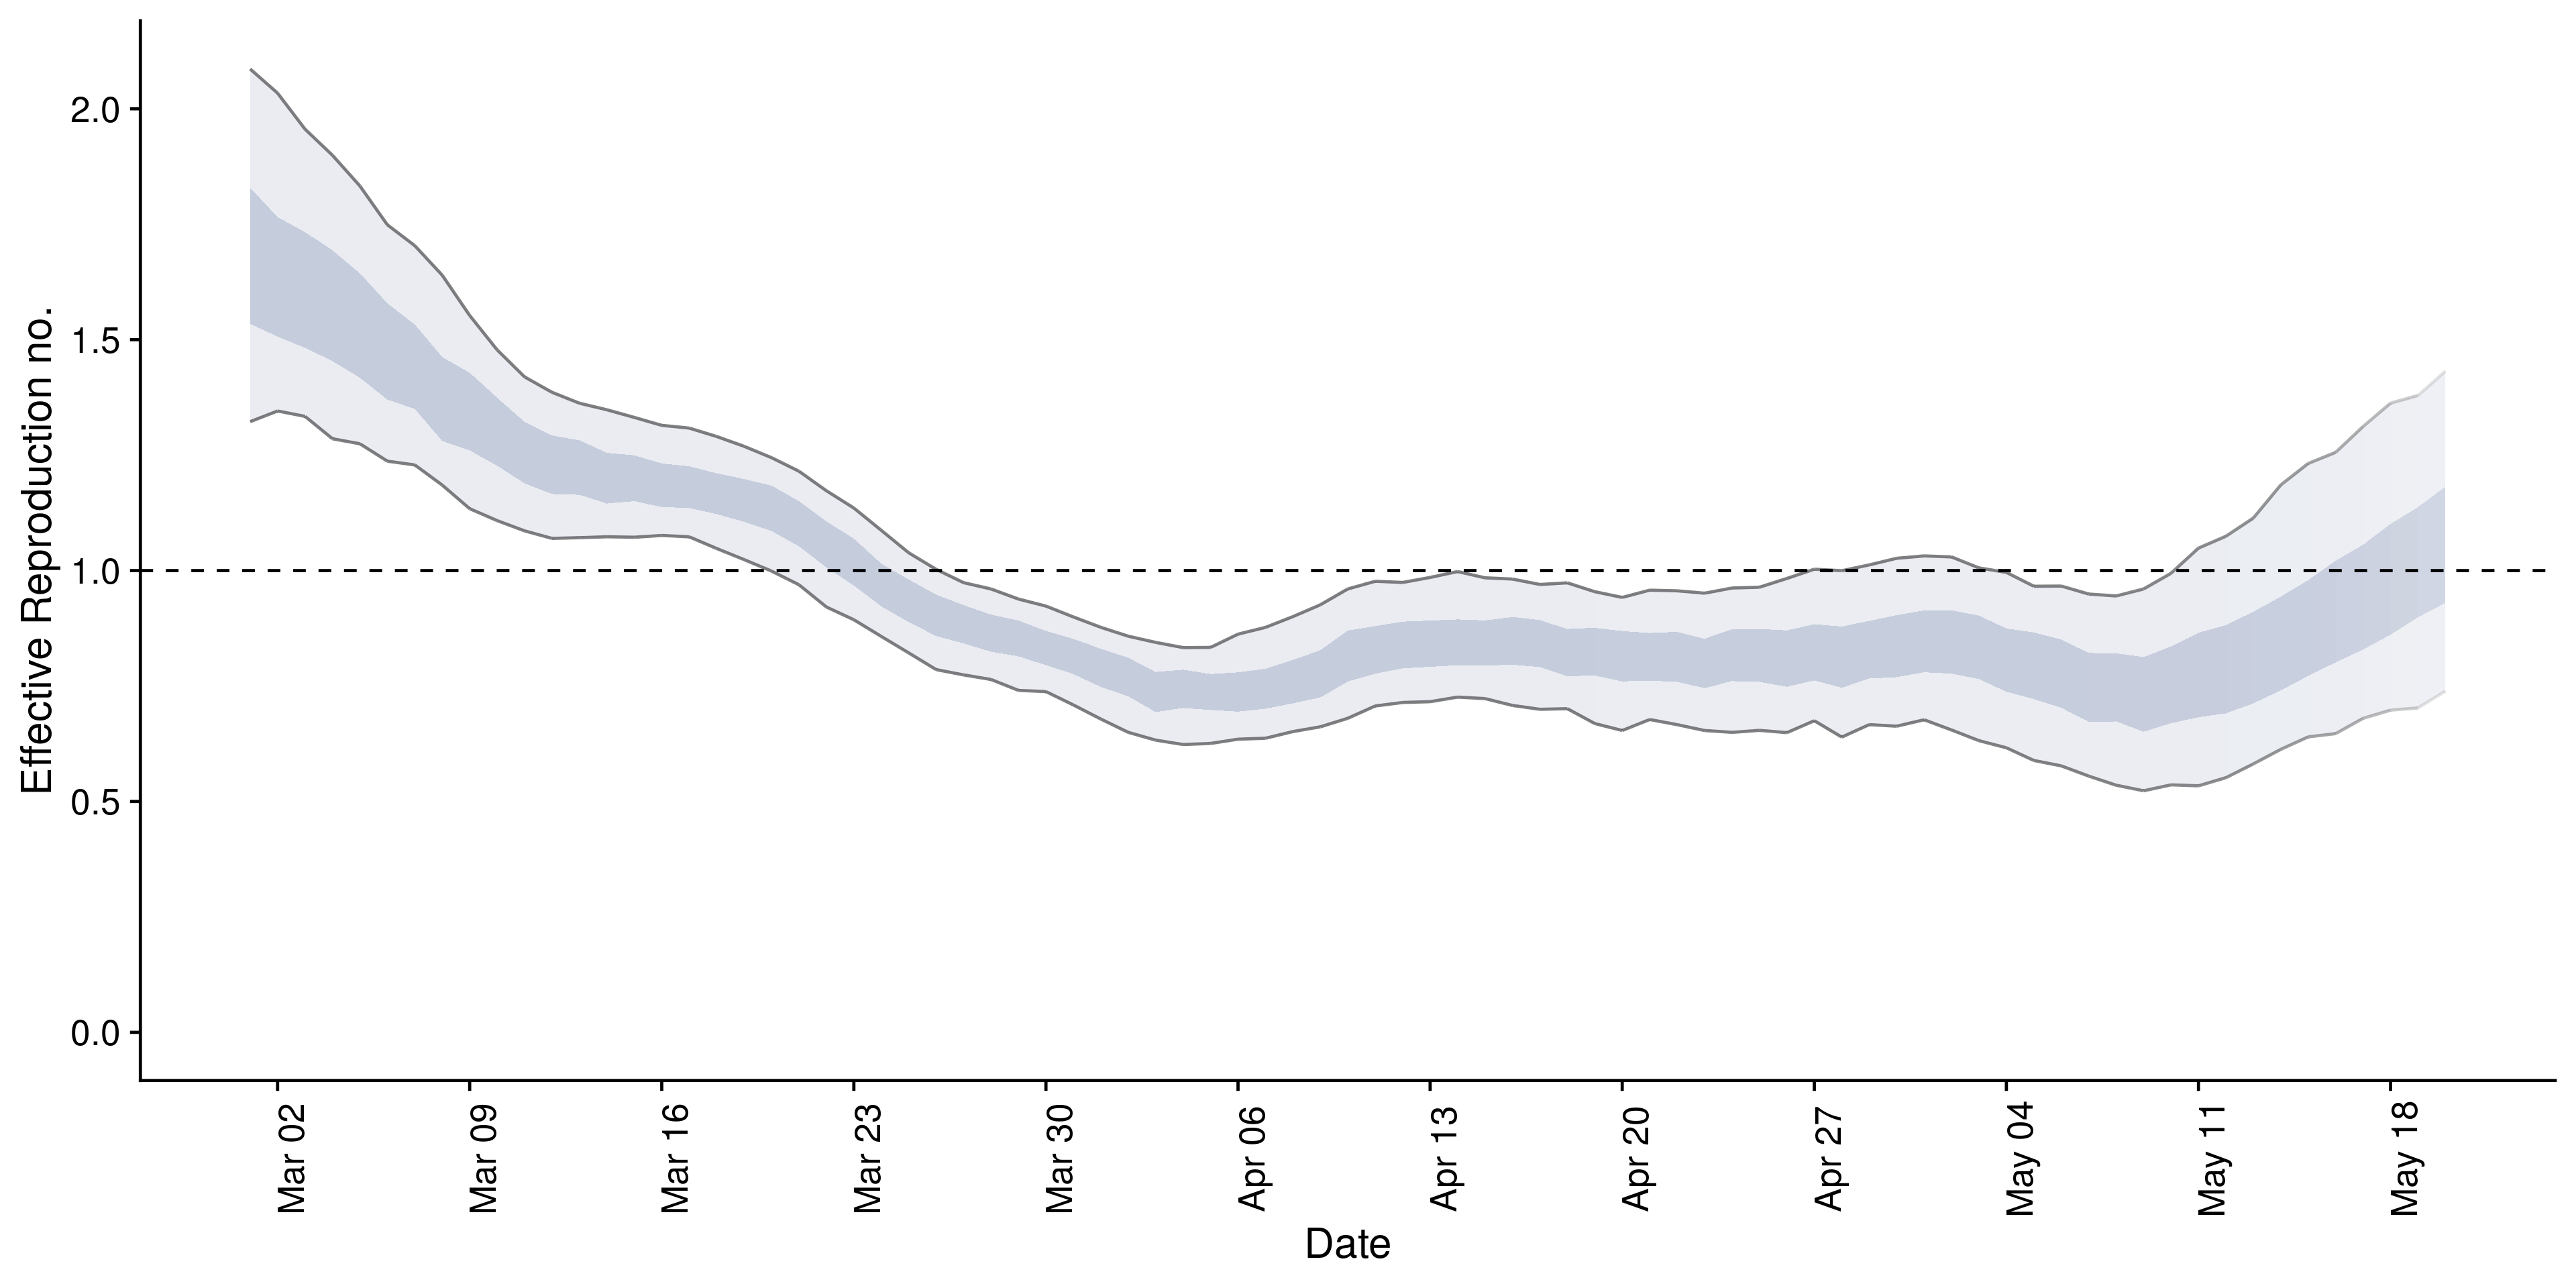 Effective Reproduction no.
2.0
1.5
1.0
0.5
0.0
Mar 02
Mar 09
Mar 16
Mar 23
Mar 30
Apr 06
Apr 13
Apr 20
Apr 27
May 04
May 11
May 18
Date